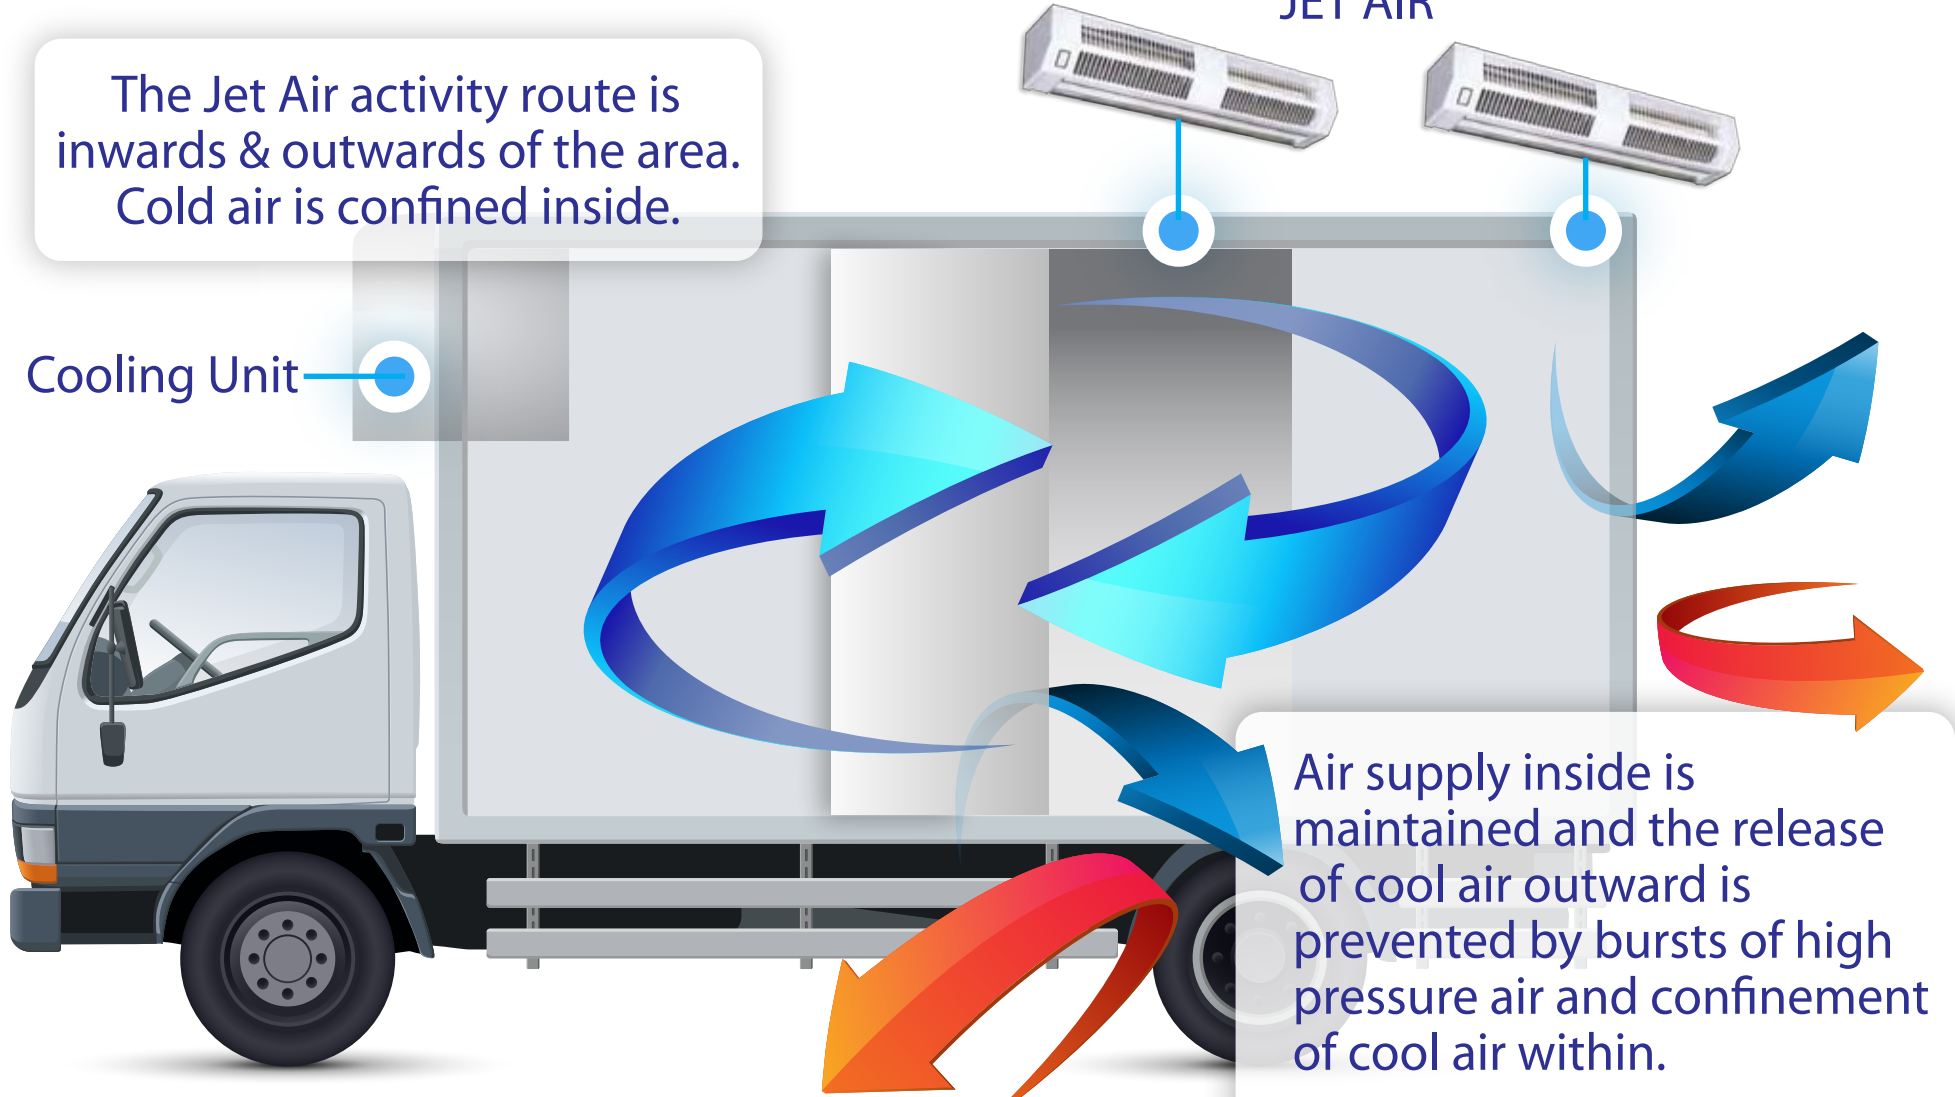 JET AIR
The Jet Air activity route is
inwards & outwards of the area.
Cold air is confined inside.
Cooling Unit
Air supply inside is
maintained and the release
of cool air outward is
prevented by bursts of high
pressure air and confinement
of cool air within.